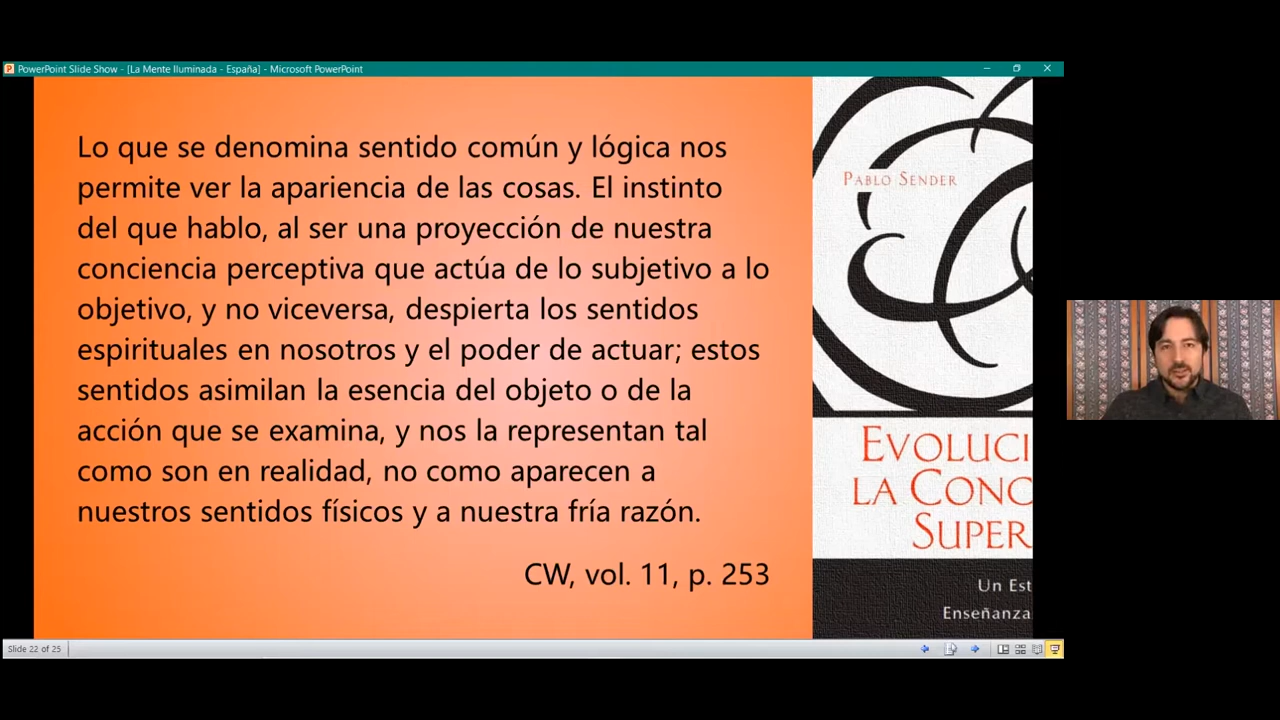 PowerPoint Slide Show - [La Mente Iluminada - España] - Microsoft PowerPoint
Lo que se denomina sentido común y lógica nos
permite ver la apariencia de las cosas. El instinto
del que hablo, al ser una proyección de nuestra
conciencia perceptiva que actúa de lo subjetivo a lo
objetivo, y no viceversa, despierta los sentidos
espirituales en nosotros y el poder de actuar; estos
sentidos asimilan la esencia del objeto o de la
acción que se examina, y nos la representan tal
como son en realidad, no como aparecen a
nuestros sentidos físicos y a nuestra fría razón.
CW, vol. 11, p. 253
PABLO SENDER
EVOLUCI
LA CONC
SUPER
Un Est
Enseñanza
Slide 22 of 25